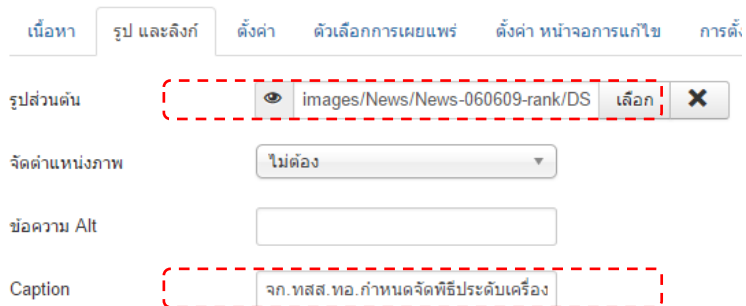 เนื้อหา รูป และลิงก์ ตั้งค่า ตัวเลือกการเผยแพร่ ตั้งค่า หน้าจอการแก้ไข การตั้ง
รูปส่วนต้น images/News/News-060609-rank/DS เลือก
จัดตำแหน่งภาพ ไม่ต้อง
ข้อความ Alt
Caption จก.ทสส.ทอ.กำหนดจัดพิธีประดับเครื่อง